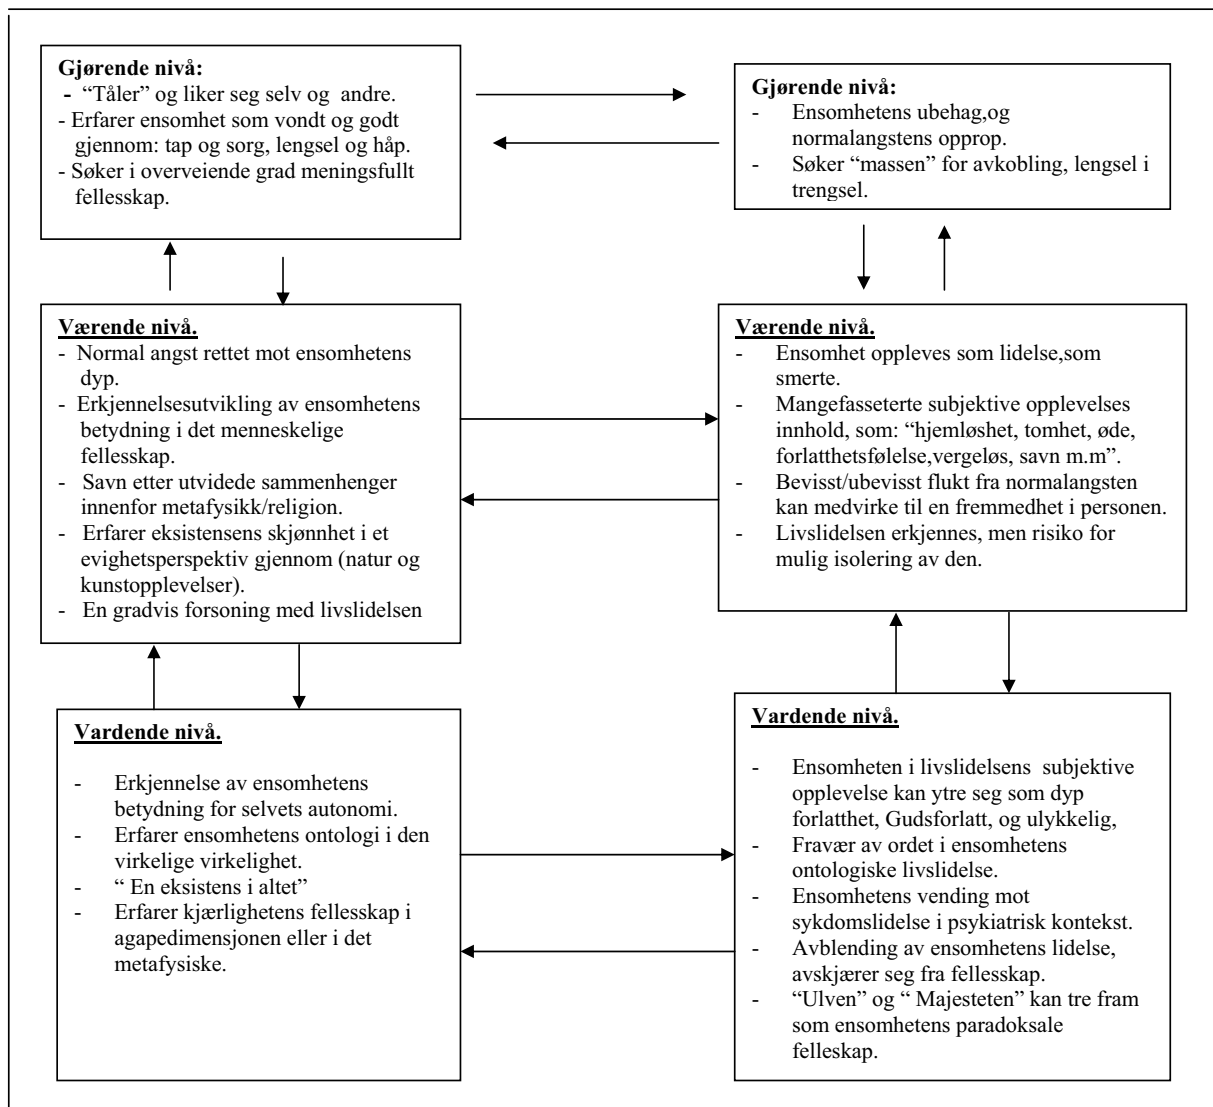 Gjørende nivå:
- “Tåler” og liker seg selv og andre.
- Erfarer ensomhet som vondt og godt
gjennom: tap og sorg, lengsel og håp.
- Søker i overveiende grad meningsfullt
fellesskap.
Gjørende nivå:
- Ensomhetens ubehag,og
normalangstens opprop.
- Søker “massen” for avkobling, lengsel i
trengsel.
Værende nivå.
- Normal angst rettet mot ensomhetens
dyp.
- Erkjennelsesutvikling av ensomhetens
betydning i det menneskelige
fellesskap.
- Savn etter utvidede sammenhenger
innenfor metafysikk/religion.
- Erfarer eksistensens skjønnhet i et
evighetsperspektiv gjennom (natur og
kunstopplevelser).
- En gradvis forsoning med livslidelsen
Værende nivå.
- Ensomhet oppleves som lidelse,som
smerte.
- Mangefasseterte subjektive opplevelses
innhold, som: “hjemløshet, tomhet, øde,
forlatthetsfølelse,vergeløs, savn m.m”.
- Bevisst/ubevisst flukt fra normalangsten
kan medvirke til en fremmedhet i personen.
- Livslidelsen erkjennes, men risiko for
mulig isolering av den.
Vardende nivå.
- Erkjennelse av ensomhetens
betydning for selvets autonomi.
- Erfarer ensomhetens ontologi i den
virkelige virkelighet.
- “ En eksistens i altet”
- Erfarer kjærlighetens fellesskap i
agapedimensjonen eller i det
metafysiske.
Vardende nivå.
- Ensomheten i livslidelsens subjektive
opplevelse kan ytre seg som dyp
forlatthet, Gudsforlatt, og ulykkelig,
- Fravær av ordet i ensomhetens
ontologiske livslidelse.
- Ensomhetens vending mot
sykdomslidelse i psykiatrisk kontekst.
- Avblending av ensomhetens lidelse,
avskjærer seg fra fellesskap.
- “Ulven” og “ Majesteten” kan tre fram
som ensomhetens paradoksale
felleskap.